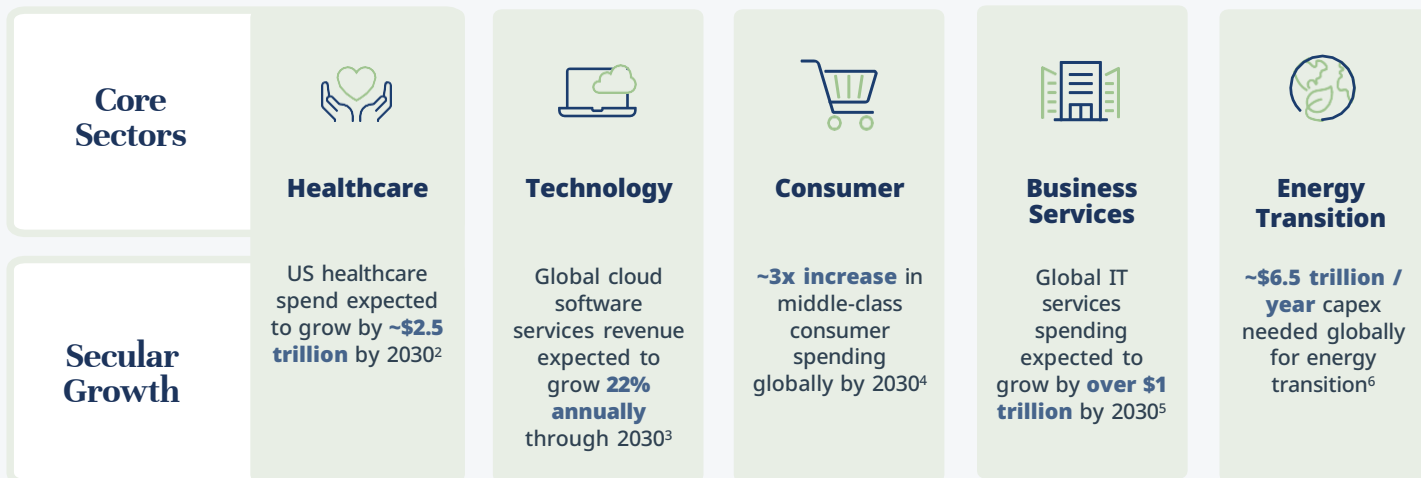 Core
Sectors
Healthcare
Technology
Consumer
Business
Services
Energy
Transition
Secular
Growth
US healthcare
spend expected
to grow by ~$2.5
trillion by 2030²
Global cloud
software
services revenue
expected to
grow 22%
annually
through 2030³
~3x increase in
middle-class
consumer
spending
globally by 2030⁴
Global IT
services
spending
expected to
grow by over $1
trillion by 2030⁵
~$6.5 trillion /
year capex
needed globally
for energy
transition⁶